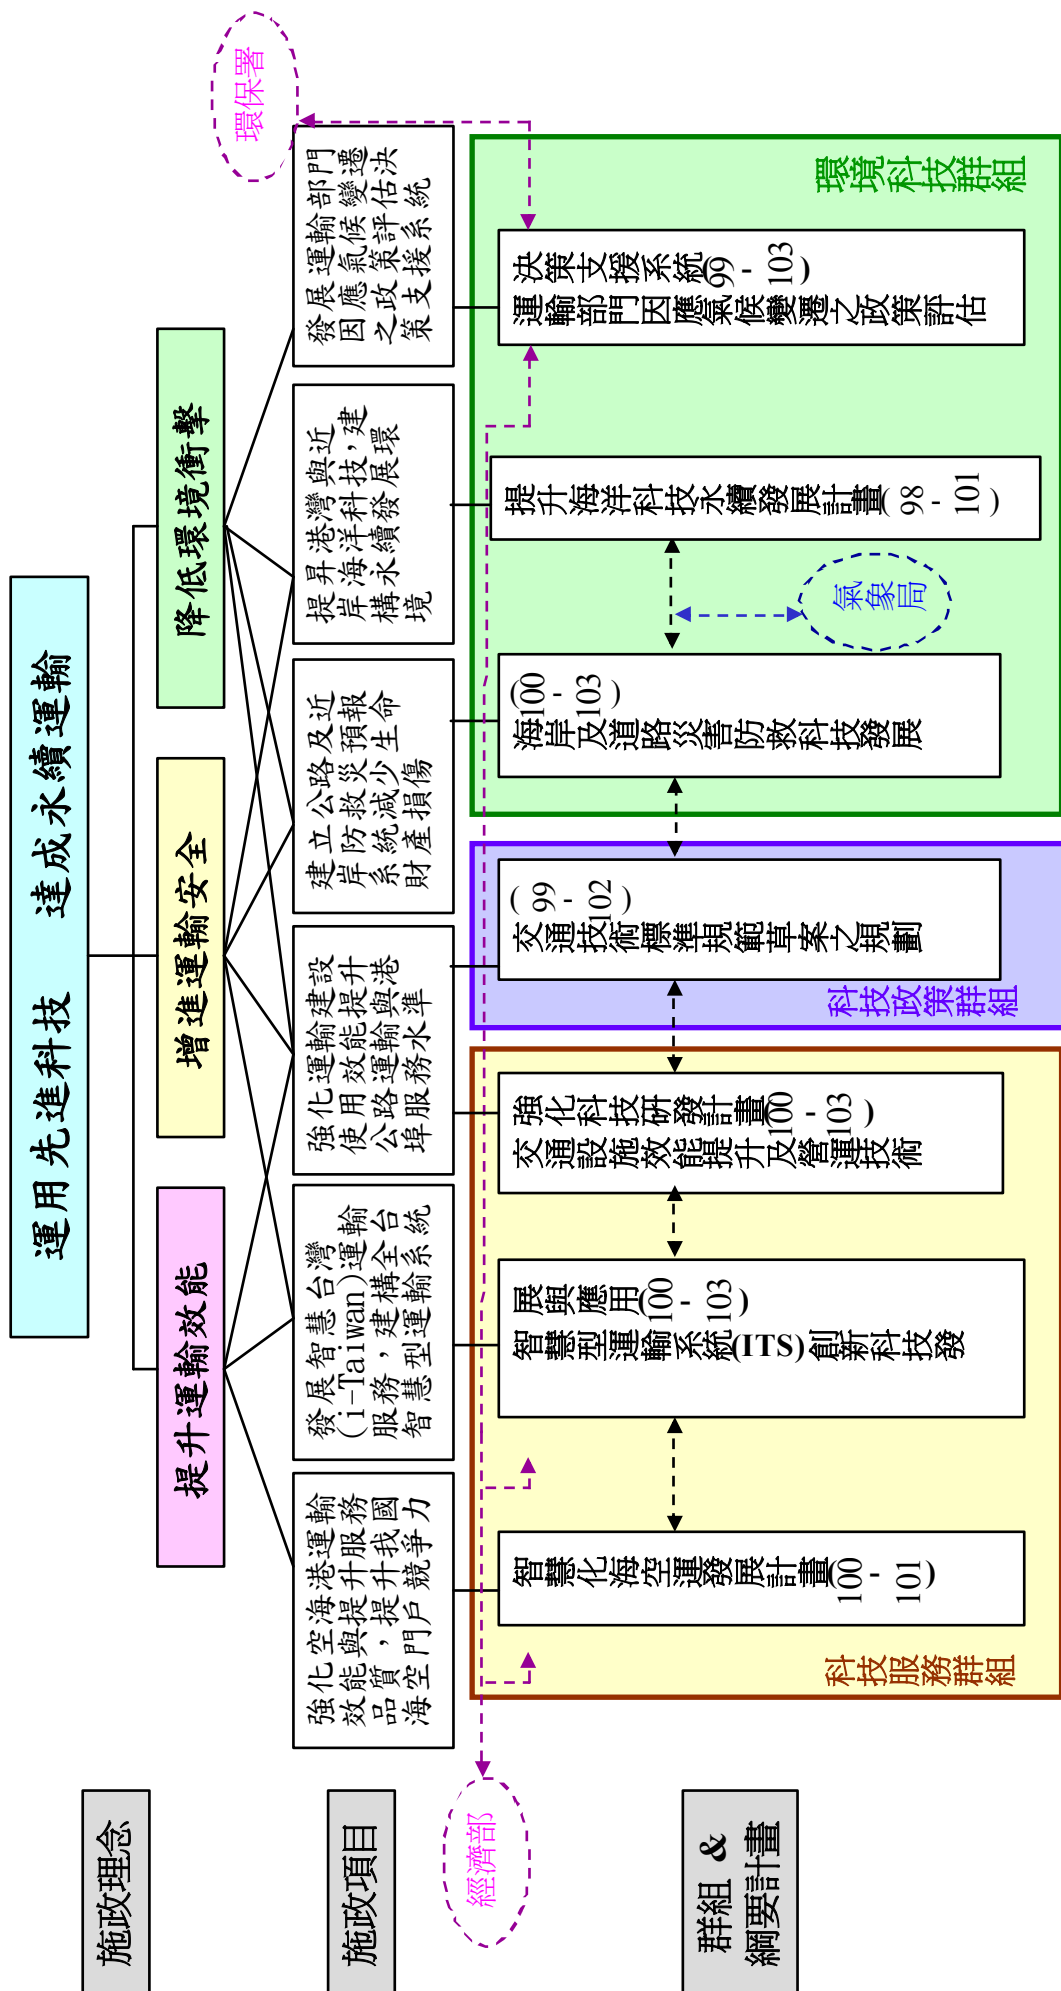 施政理念
運用先進科技　達成永續運輸
提升運輸效能
增進運輸安全
降低環境衝擊
施政項目
強化空海港運輸
效能與提升服務
品質，提升我國
海空門戶競爭力
發展智慧台灣
(i-Taiwan)運輸
服務，建構全台
智慧型運輸系統
強化運輸建設
使用效能提升
公路運輸與港
埠服務水準
建立公路及近
岸防救災預報
系統減少生命
財產損傷
提昇港灣與近
岸海洋科技，建
構永續發展環
境
發展運輸部門
因應氣候變遷
之政策評估決
策支援系統
環保署
經濟部
群組 &
綱要計畫
智慧化海空運發展計畫(100 -
101)
科技服務群組
展與應用(100 -
103)
智慧型運輸系統(ITS)創新科技發
強化科技研發計畫(100 -
103)
交通設施效能提升及營運技術
( 99 -
102)
交通技術標準規範草案之規劃
科技政策群組
(100 -
103)
海岸及道路災害防救科技發展
提升海洋科技永續發展計畫( 98 -
101)
氣象局
決策支援系統(99 -
103)
運輸部門因應氣候變遷之政策評估
環境科技群組